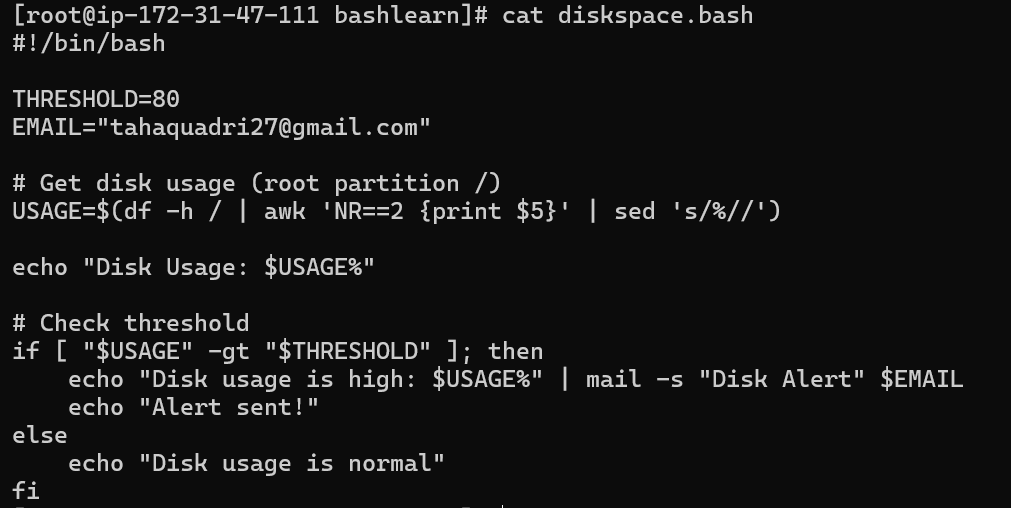 [root@ip-172-31-47-111 bashlearn]# cat diskspace.bash
#!/bin/bash

THRESHOLD=80
EMAIL="tahaquadri27@gmail.com"

# Get disk usage (root partition /)
USAGE=$(df -h / | awk 'NR==2 {print $5}' | sed 's/%//')

echo "Disk Usage: $USAGE%"

# Check threshold
if [ "$USAGE" -gt "$THRESHOLD" ]; then
    echo "Disk usage is high: $USAGE%" | mail -s "Disk Alert" $EMAIL
    echo "Alert sent!"
else
    echo "Disk usage is normal"
fi